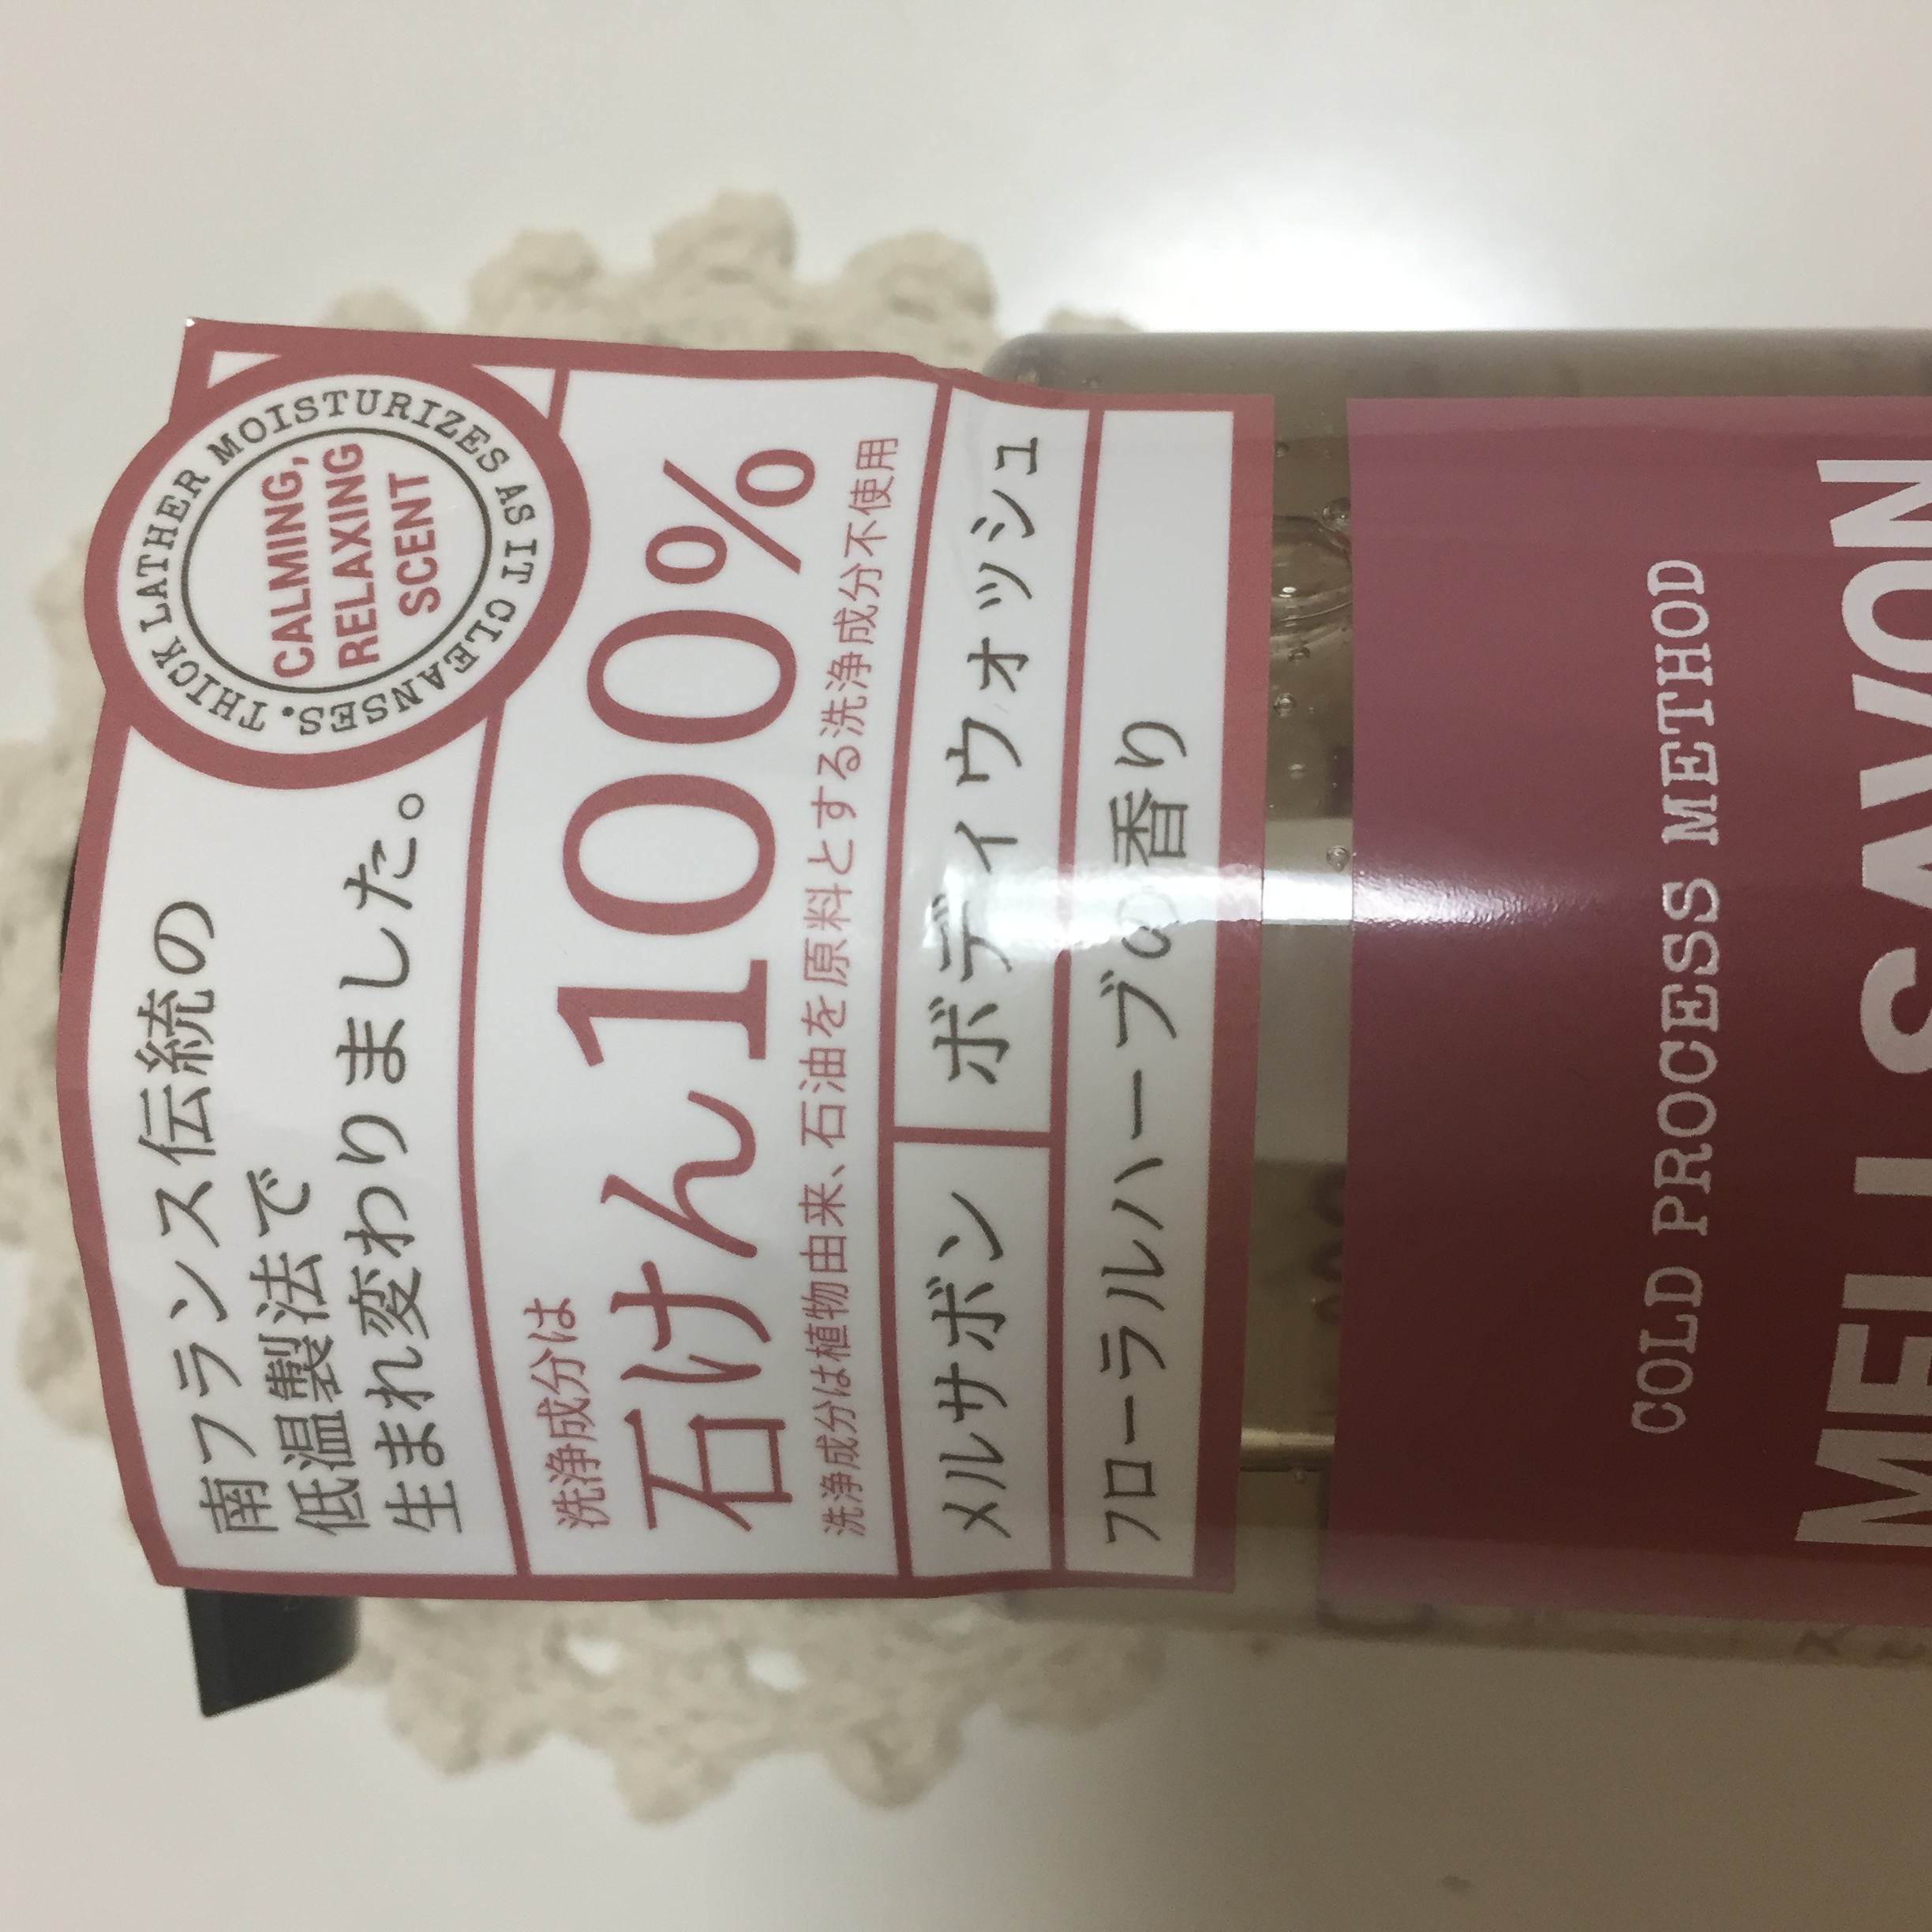 THICK LATHER MOISTURIZES AS IT CLEANSES.
CALMING,
RELAXING
SCENT
南フランス伝統の
低温製法で
生まれ変わりました。
洗浄成分は
石けん100%
洗浄成分は植物由来、石油を原料とする洗浄成分不使用
メルサボン ボディウォッシュ
フローラルハーブの香り
COLD PROCESS METHOD
MELLSAVON